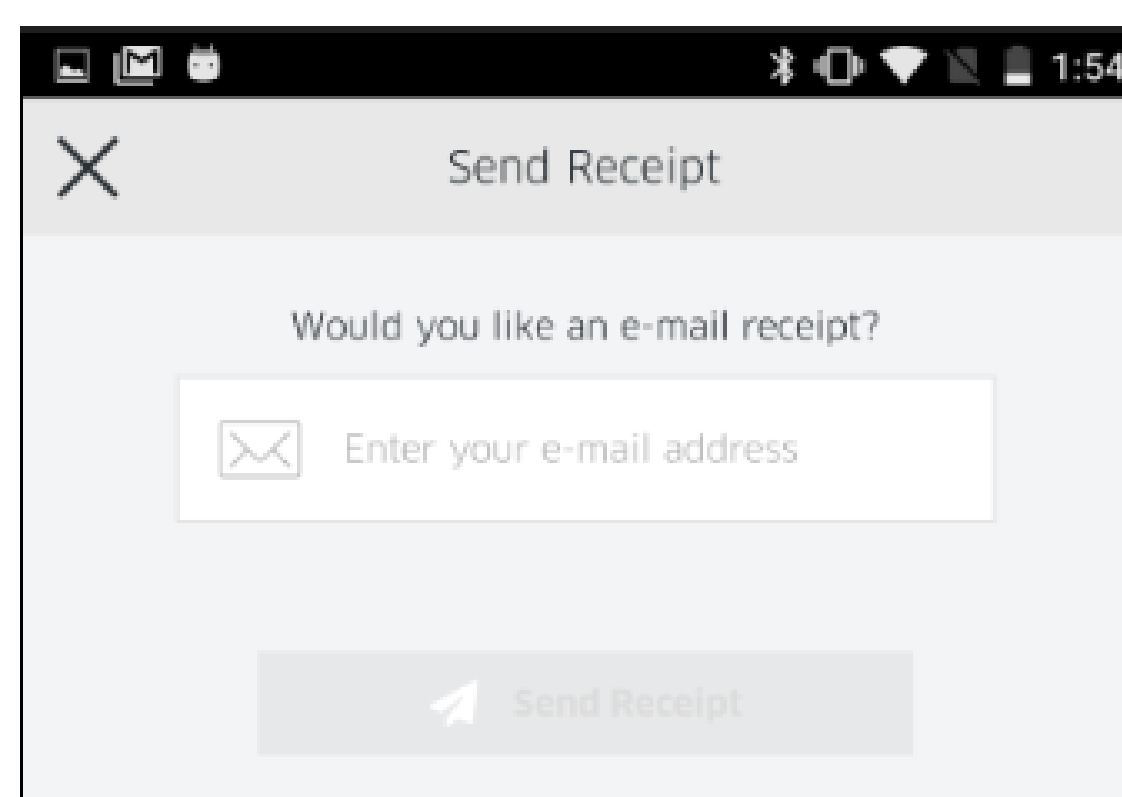 1:54
Send Receipt
Would you like an e-mail receipt?
Enter your e-mail address
Send Receipt